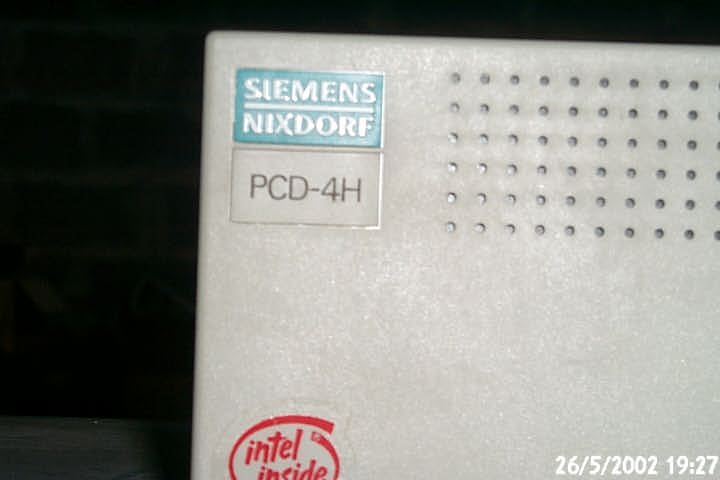 SIEMENS
NIXDORF
PCD-4H
intel
inside
26/5/2002 19:27